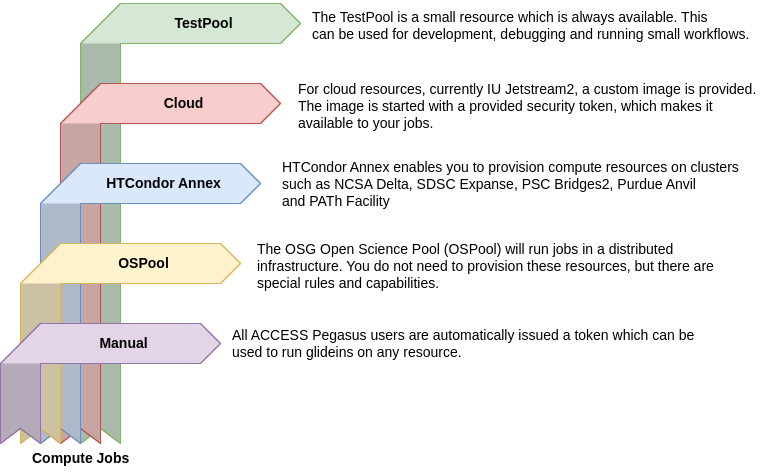 TestPool
The TestPool is a small resource which is always available. This
can be used for development, debugging and running small workflows.
Cloud
For cloud resources, currently IU Jetstream2, a custom image is provided.
The image is started with a provided security token, which makes it
available to your jobs.
HTCondor Annex
HTCondor Annex enables you to provision compute resources on clusters
such as NCSA Delta, SDSC Expanse, PSC Bridges2, Purdue Anvil
and PATh Facility
OSPool
The OSG Open Science Pool (OSPool) will run jobs in a distributed
infrastructure. You do not need to provision these resources, but there are
special rules and capabilities.
Manual
All ACCESS Pegasus users are automatically issued a token which can be
used to run glideins on any resource.
Compute Jobs